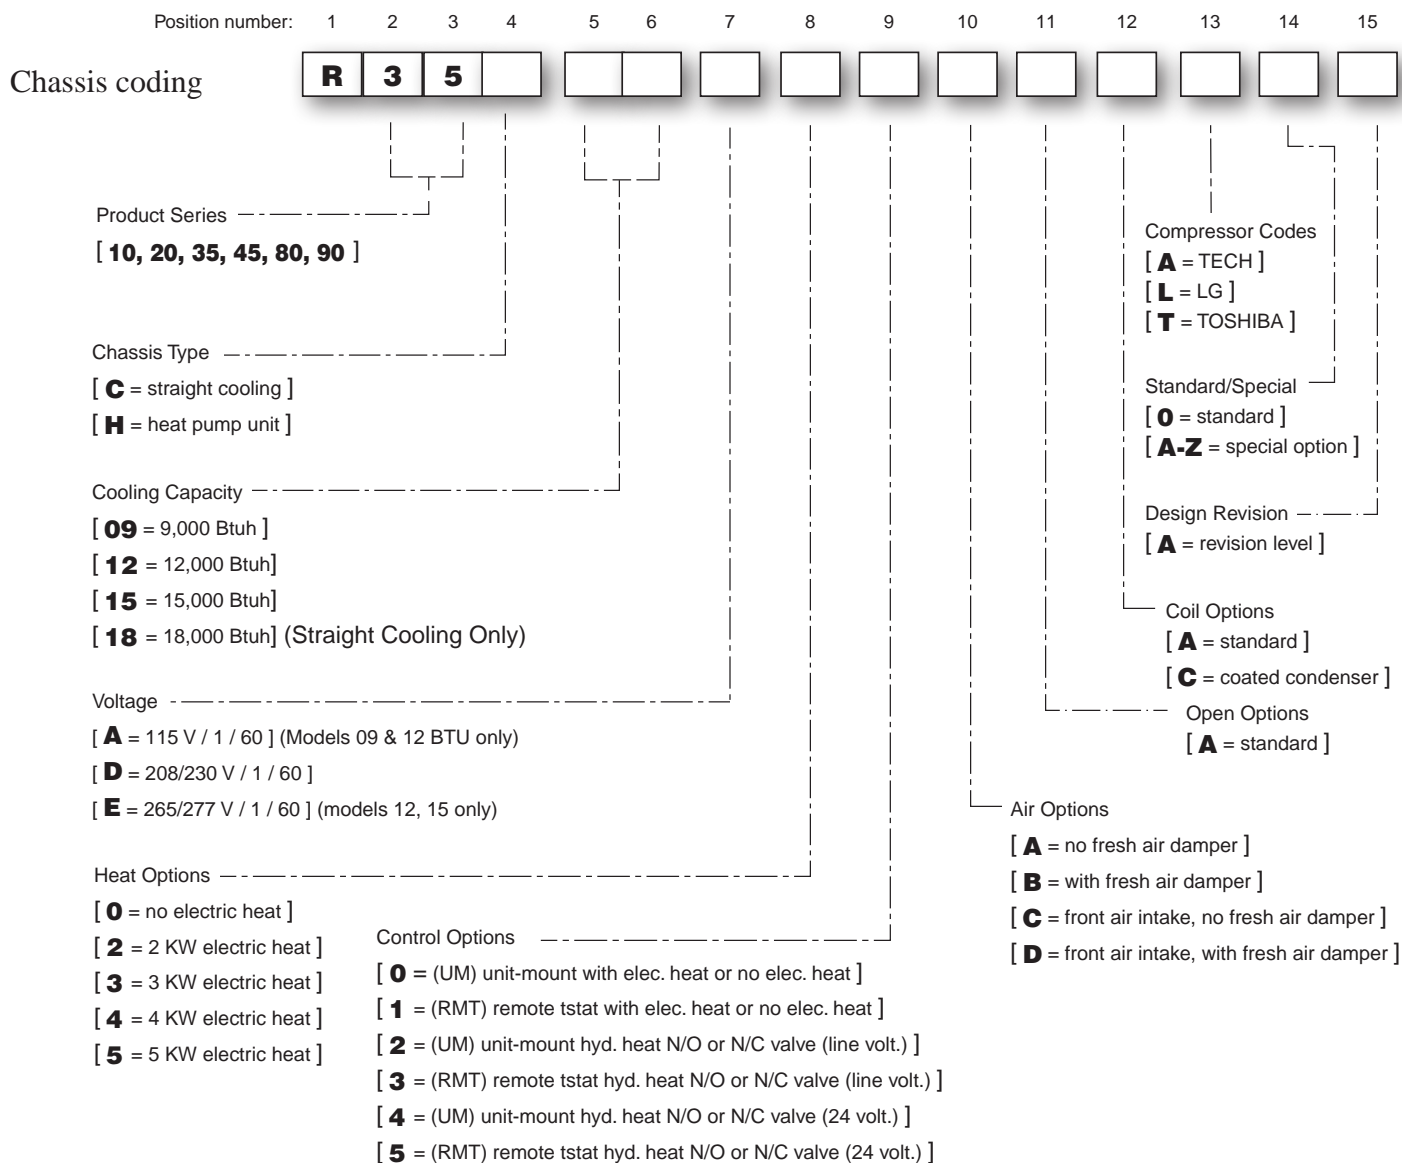 Position number: 1 2 3 4 5 6 7 8 9 10 11 12 13 14 15
Chassis coding R 3 5
Product Series
[ 10, 20, 35, 45, 80, 90 ]
Chassis Type
[ C = straight cooling ]
[ H = heat pump unit ]
Cooling Capacity
[ 09 = 9,000 Btuh ]
[ 12 = 12,000 Btuh]
[ 15 = 15,000 Btuh]
[ 18 = 18,000 Btuh] (Straight Cooling Only)
Voltage
[ A = 115 V / 1 / 60 ] (Models 09 & 12 BTU only)
[ D = 208/230 V / 1 / 60 ]
[ E = 265/277 V / 1 / 60 ] (models 12, 15 only)
Heat Options
[ 0 = no electric heat ]
[ 2 = 2 KW electric heat ]
[ 3 = 3 KW electric heat ]
[ 4 = 4 KW electric heat ]
[ 5 = 5 KW electric heat ]
Control Options
[ 0 = (UM) unit-mount with elec. heat or no elec. heat ]
[ 1 = (RMT) remote tstat with elec. heat or no elec. heat ]
[ 2 = (UM) unit-mount hyd. heat N/O or N/C valve (line volt.) ]
[ 3 = (RMT) remote tstat hyd. heat N/O or N/C valve (line volt.) ]
[ 4 = (UM) unit-mount hyd. heat N/O or N/C valve (24 volt.) ]
[ 5 = (RMT) remote tstat hyd. heat N/O or N/C valve (24 volt.) ]
Compressor Codes
[ A = TECH ]
[ L = LG ]
[ T = TOSHIBA ]
Standard/Special
[ 0 = standard ]
[ A-Z = special option ]
Design Revision
[ A = revision level ]
Coil Options
[ A = standard ]
[ C = coated condenser ]
Open Options
[ A = standard ]
Air Options
[ A = no fresh air damper ]
[ B = with fresh air damper ]
[ C = front air intake, no fresh air damper ]
[ D = front air intake, with fresh air damper ]